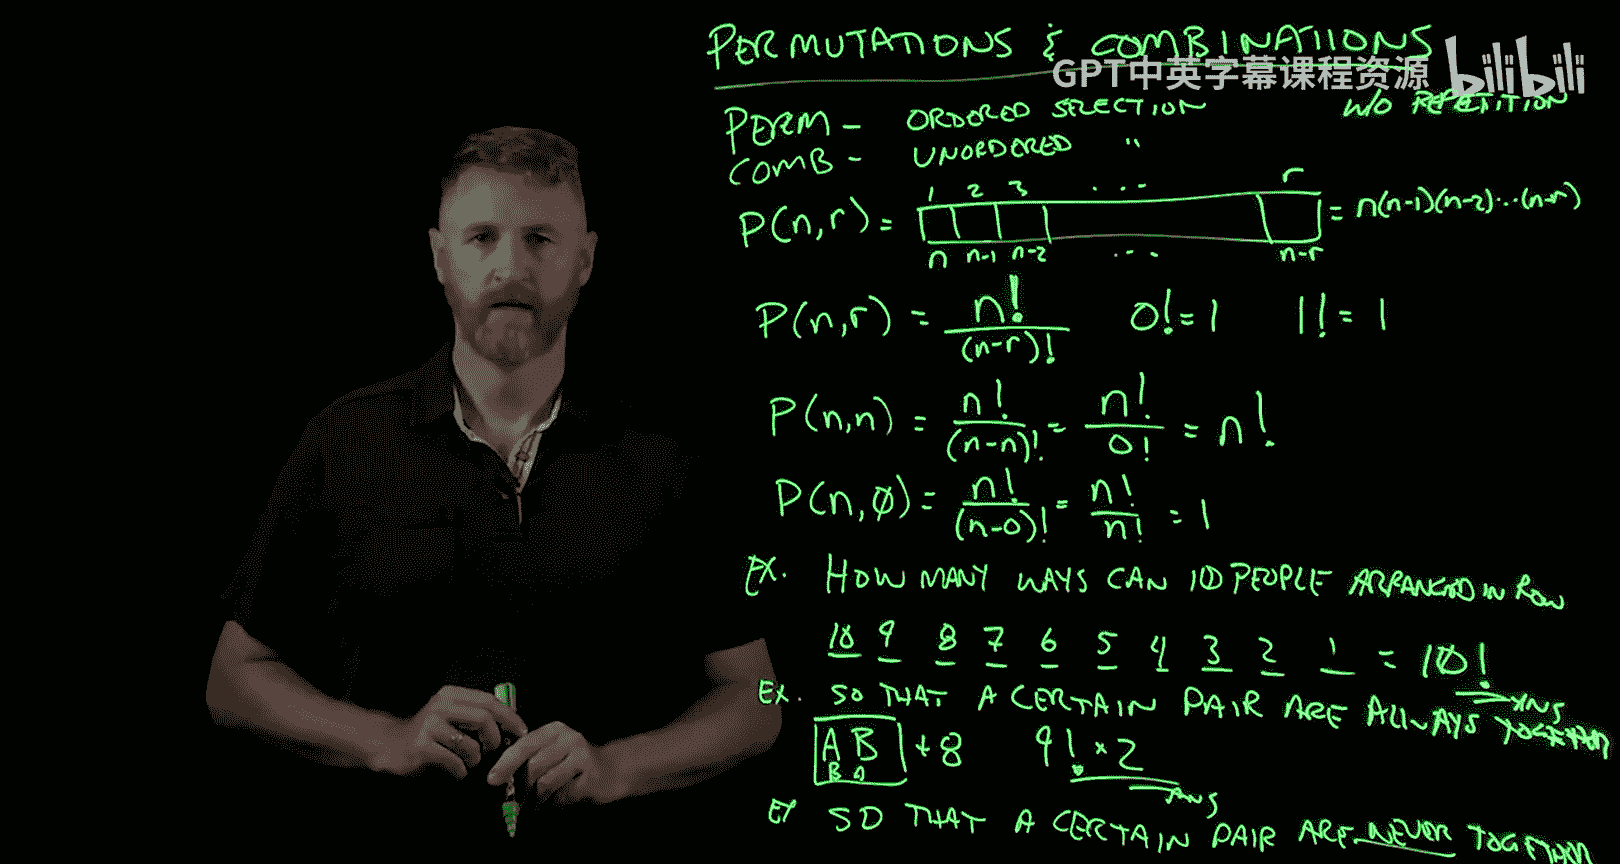 PERMUTATIONS & COMBINATIONS
GPT中英字幕课程资源 bilibili
PERM - ORDERED SELECTION W/O REPETITION
COMB - UNORDERED "
1 2 3 ... r
P(n,r) = = n(n-1)(n-2)...(n-r)
n n-1 n-2 ... n-r
P(n,r) = n!/(n-r)! 0! = 1 1! = 1
P(n,n) = n!/(n-n)! = n!/0! = n!
P(n,0) = n!/(n-0)! = n!/n! = 1
EX. HOW MANY WAYS CAN 10 PEOPLE ARRANGED IN ROW
10 9 8 7 6 5 4 3 2 1 = 10!
ANS
EX. SO THAT A CERTAIN PAIR ARE ALWAYS TOGETHER
AB + 8 9! × 2
BA
ANS
EX SO THAT A CERTAIN PAIR ARE NEVER TOGETHER